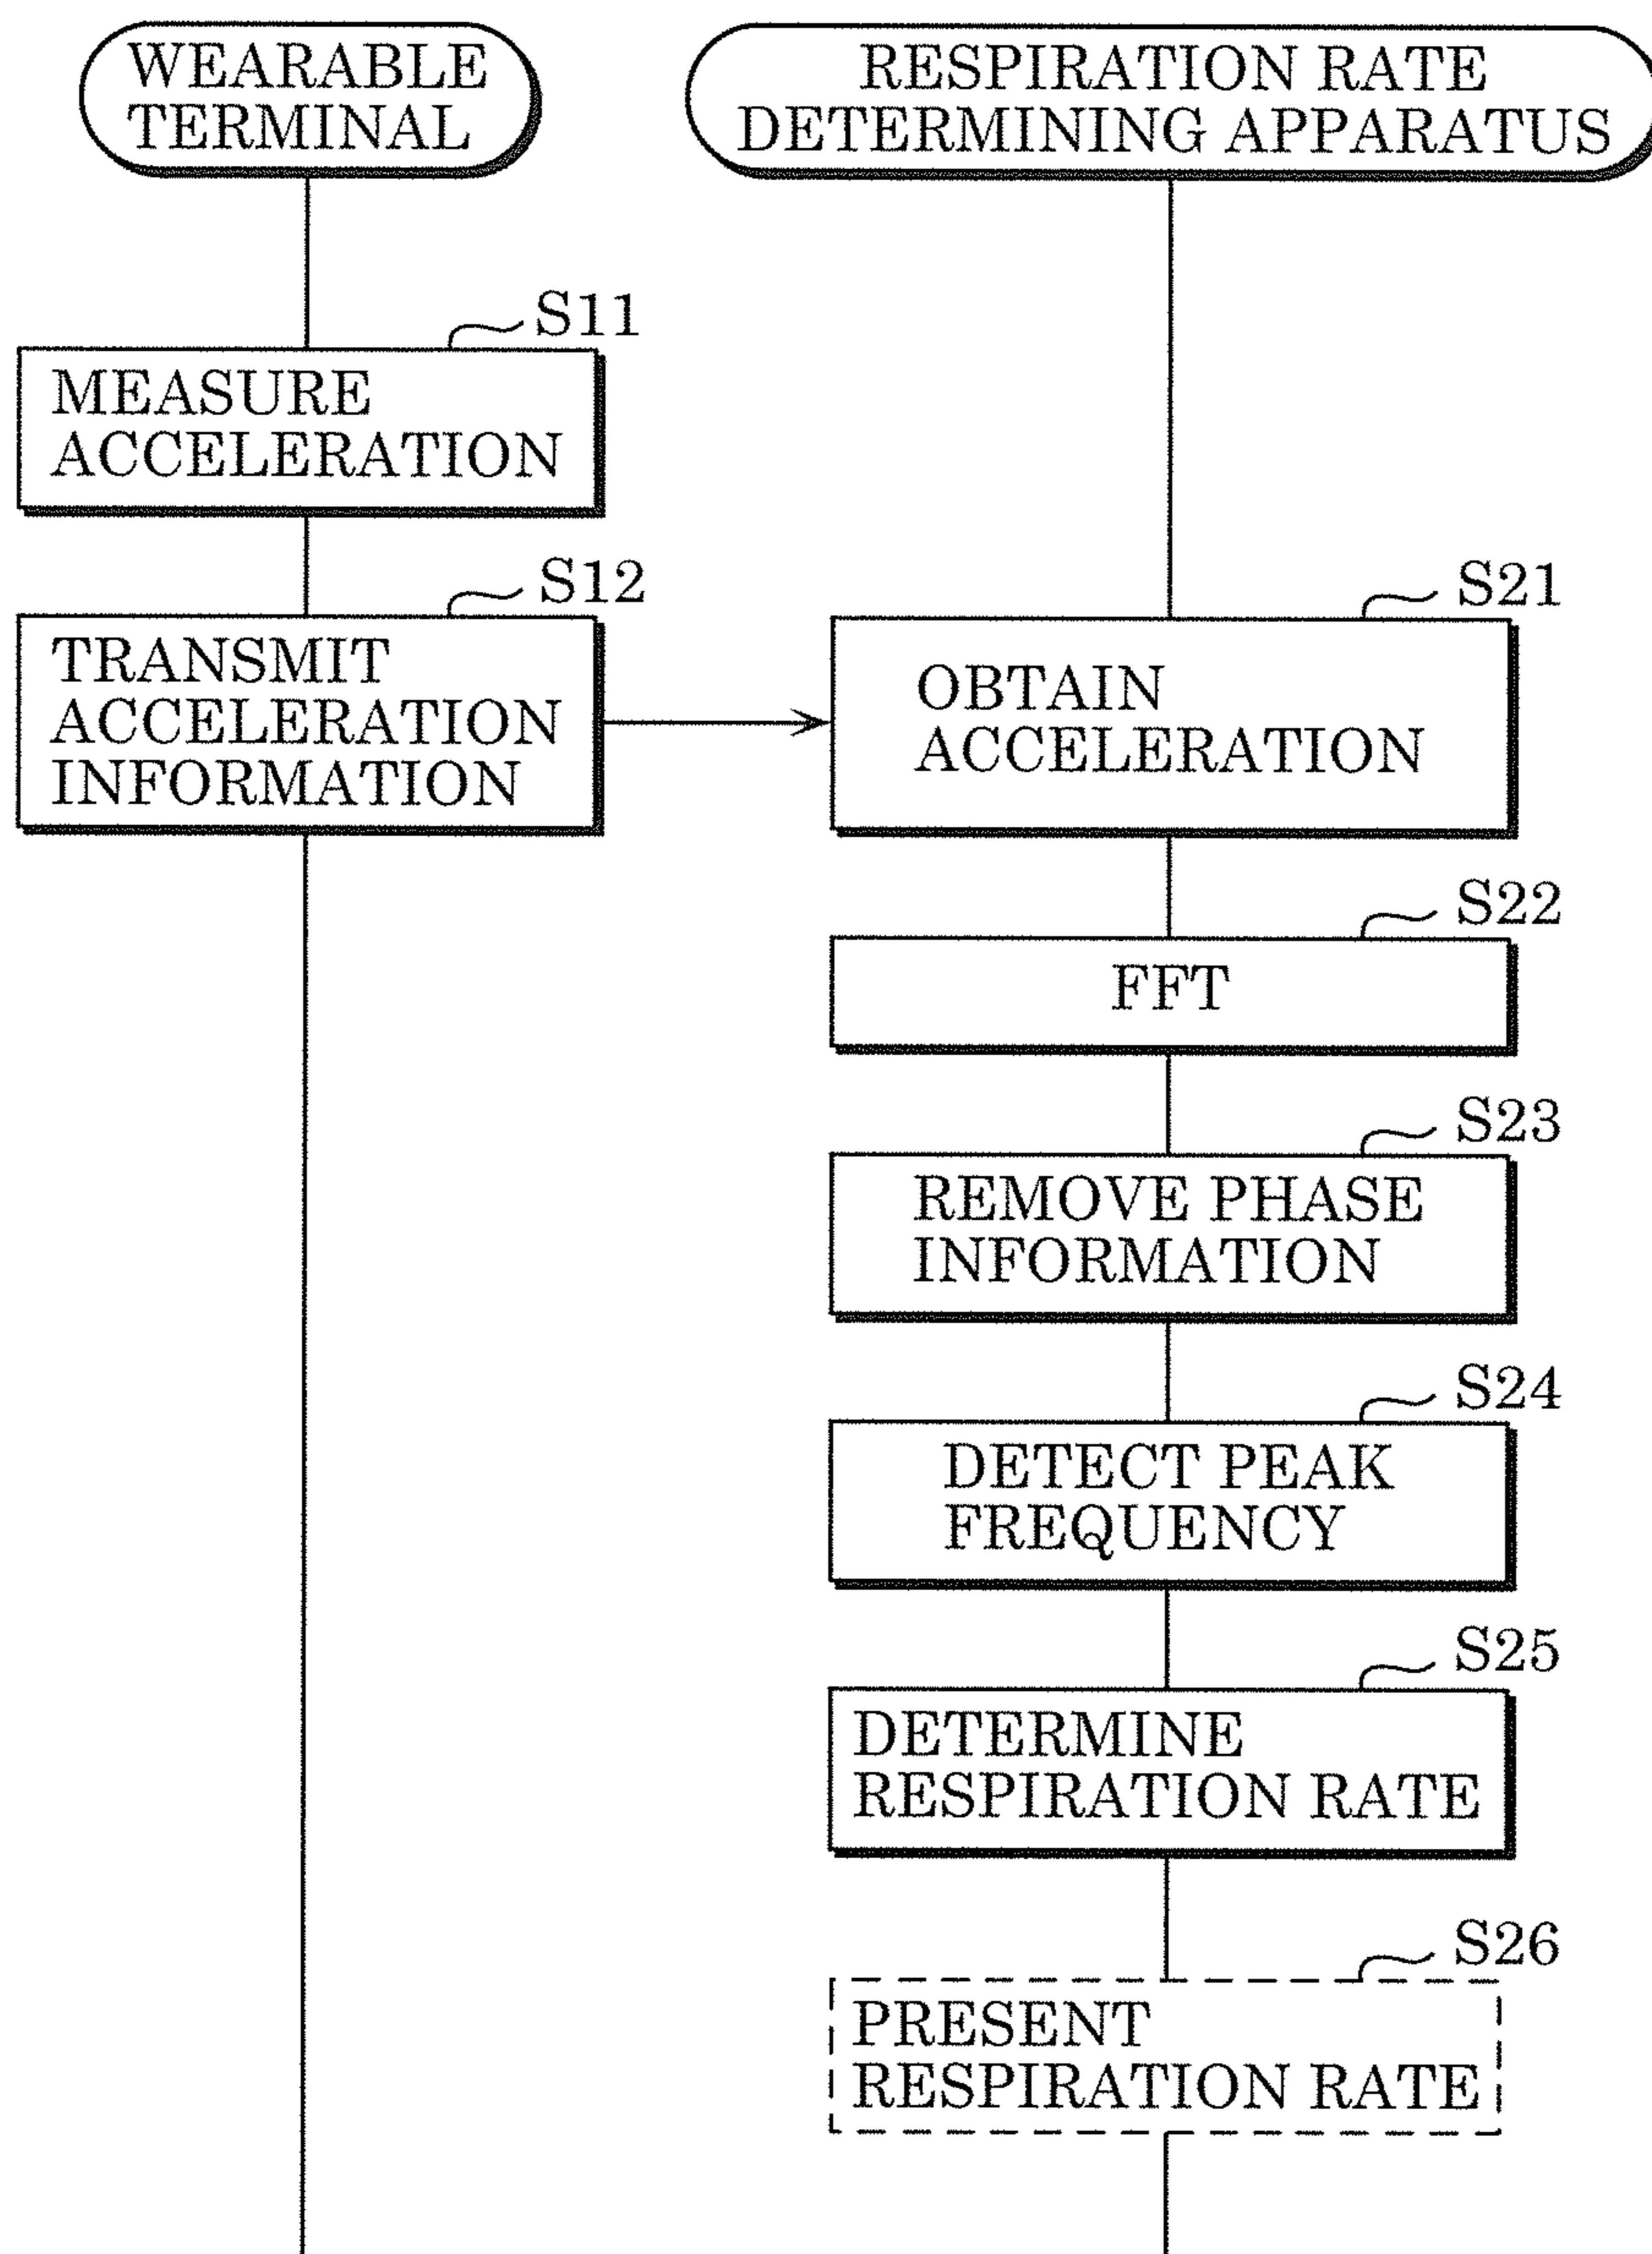 WEARABLE
TERMINAL
RESPIRATION RATE
DETERMINING APPARATUS
S11
MEASURE
ACCELERATION
S12
TRANSMIT
ACCELERATION
INFORMATION
S21
OBTAIN
ACCELERATION
S22
FFT
S23
REMOVE PHASE
INFORMATION
S24
DETECT PEAK
FREQUENCY
S25
DETERMINE
RESPIRATION RATE
S26
PRESENT
RESPIRATION RATE